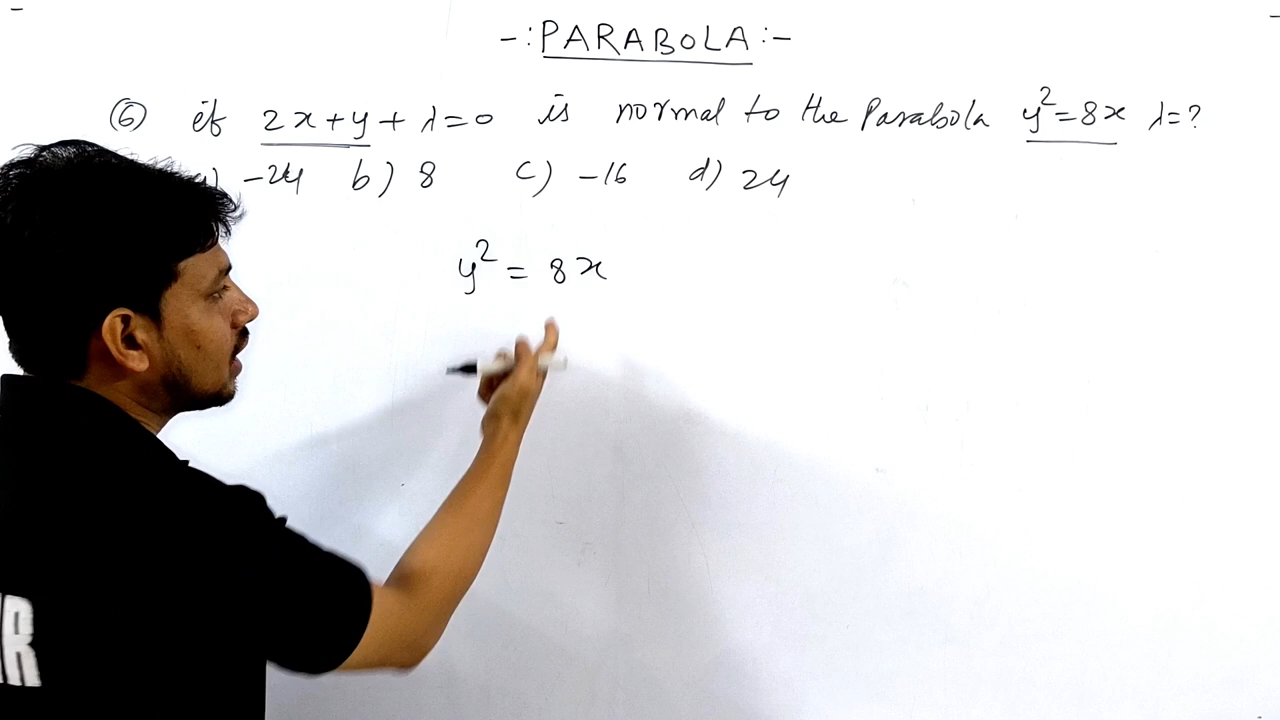 -: PARABOLA :-
⑥ if 2x+y+λ=0 is normal to the Parabola y²=8x λ=?
) -24 b) 8 c) -16 d) 24
y² = 8x
R